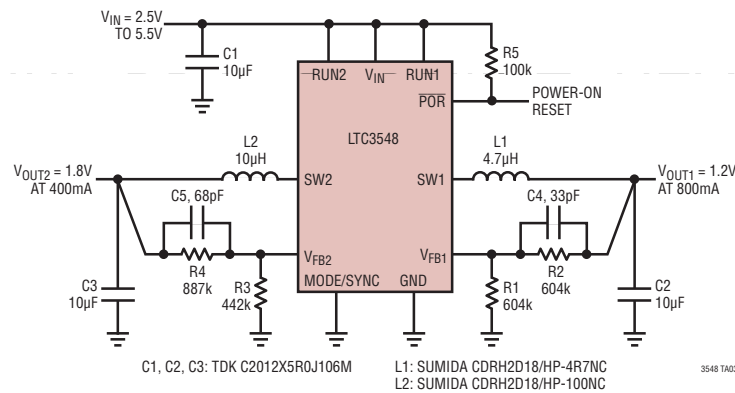 VIN = 2.5V
TO 5.5V
C1
10µF
RUN2
VIN
RUN1
R5
100k
POR
POWER-ON
RESET
LTC3548
L2
10µH
L1
4.7µH
VOUT2 = 1.8V
AT 400mA
SW2
SW1
VOUT1 = 1.2V
AT 800mA
C5, 68pF
C4, 33pF
VFB2
VFB1
R4
887k
R3
442k
R1
604k
R2
604k
C3
10µF
MODE/SYNC
GND
C2
10µF
C1, C2, C3: TDK C2012X5R0J106M
L1: SUMIDA CDRH2D18/HP-4R7NC
L2: SUMIDA CDRH2D18/HP-100NC
3548 TA03